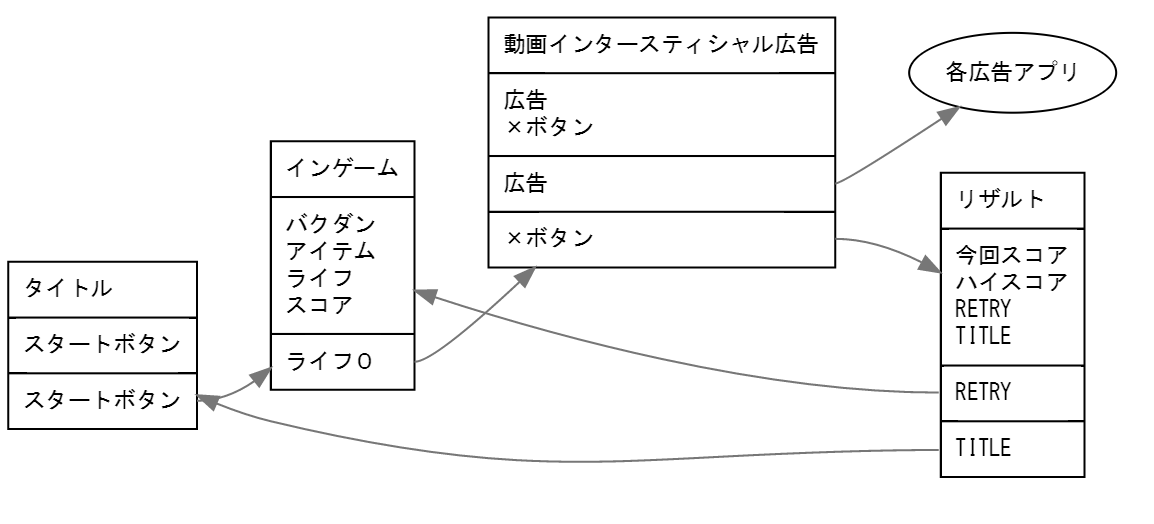 タイトル
スタートボタン
スタートボタン
インゲーム
バクダン
アイテム
ライフ
スコア
ライフ０
動画インタースティシャル広告
広告
×ボタン
広告
×ボタン
各広告アプリ
リザルト
今回スコア
ハイスコア
RETRY
TITLE
RETRY
TITLE